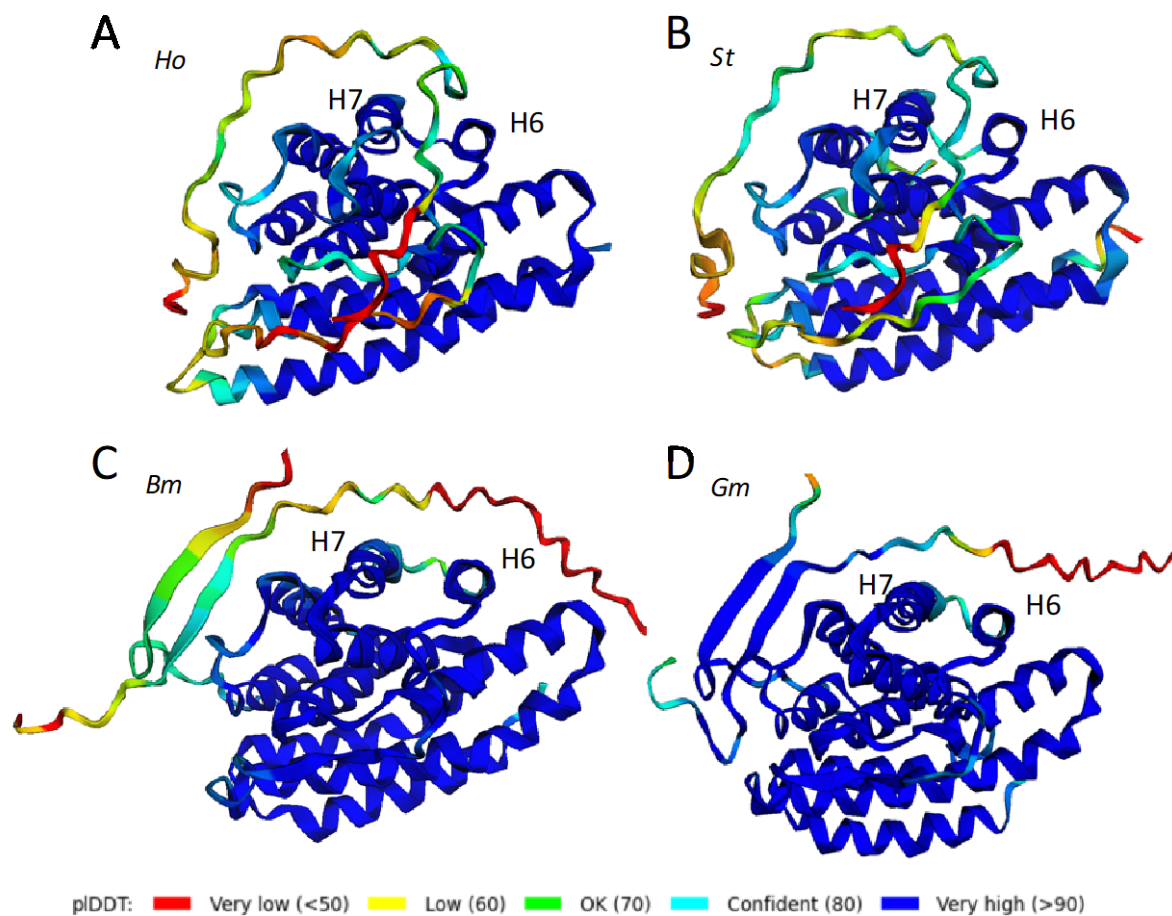 A Ho B St
H7 H6 H7 H6
C Bm D Gm
H7 H6 H7 H6
plDDT: Very low (<50) Low (60) OK (70) Confident (80) Very high (>90)